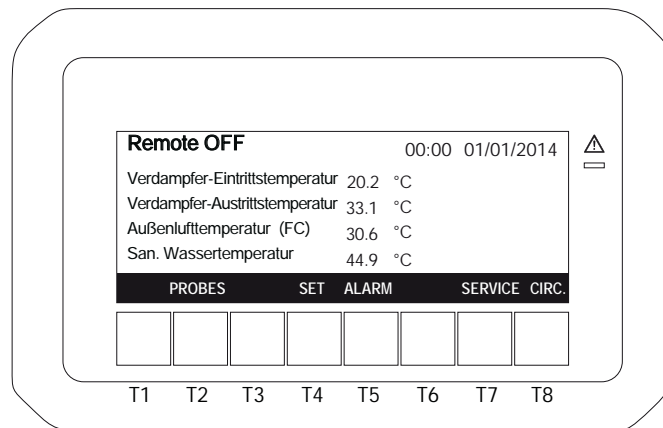 Remote OFF 00:00 01/01/2014
Verdampfer-Eintrittstemperatur 20.2 °C
Verdampfer-Austrittstemperatur 33.1 °C
Außenlufttemperatur (FC) 30.6 °C
San. Wassertemperatur 44.9 °C
PROBES SET ALARM SERVICE CIRC.
T1 T2 T3 T4 T5 T6 T7 T8